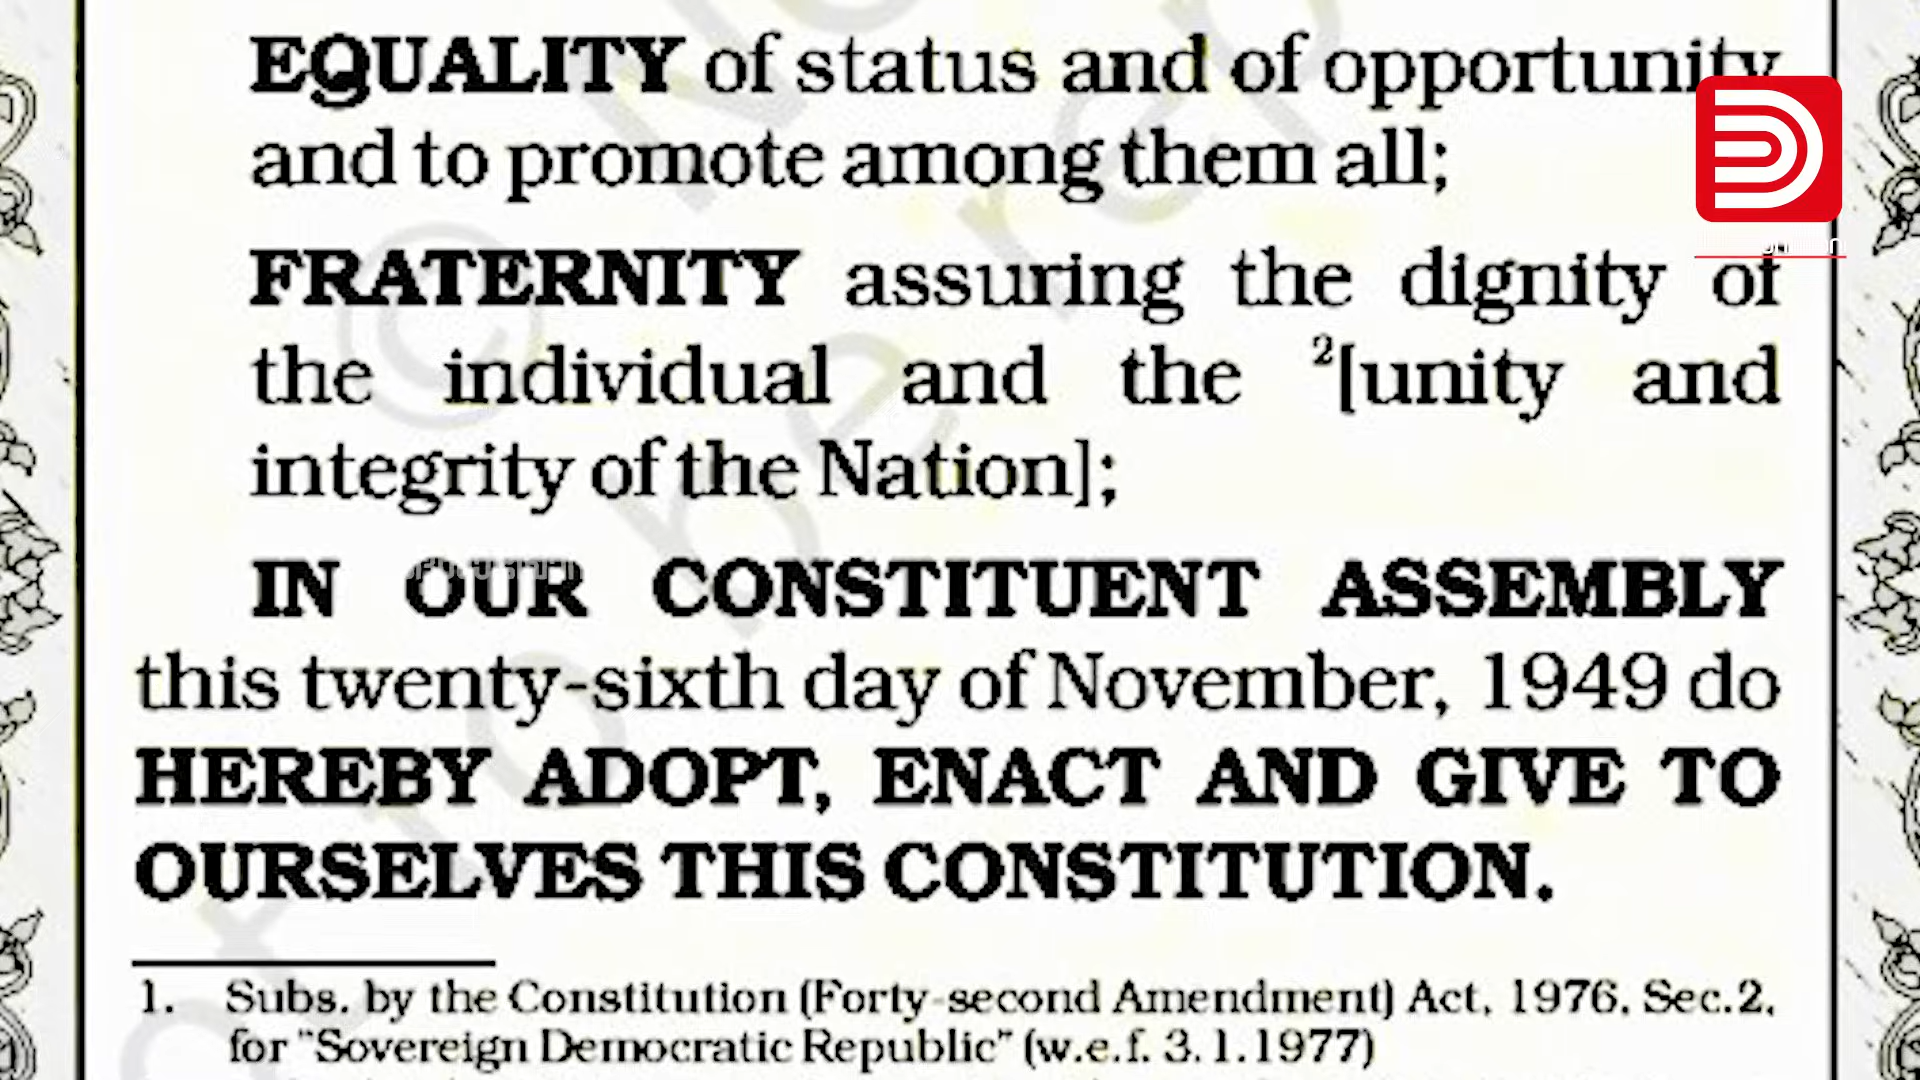 EQUALITY of status and of opportunity
and to promote among them all;
FRATERNITY assuring the dignity of
the individual and the ²[unity and
integrity of the Nation];
IN OUR CONSTITUENT ASSEMBLY
this twenty-sixth day of November, 1949 do
HEREBY ADOPT, ENACT AND GIVE TO
OURSELVES THIS CONSTITUTION.
1. Subs. by the Constitution (Forty-second Amendment) Act, 1976, Sec.2,
for "Sovereign Democratic Republic" (w.e.f. 3.1.1977)